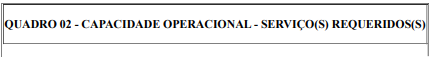 QUADRO 02 - CAPACIDADE OPERACIONAL - SERVIÇO(S) REQUERIDOS(S)